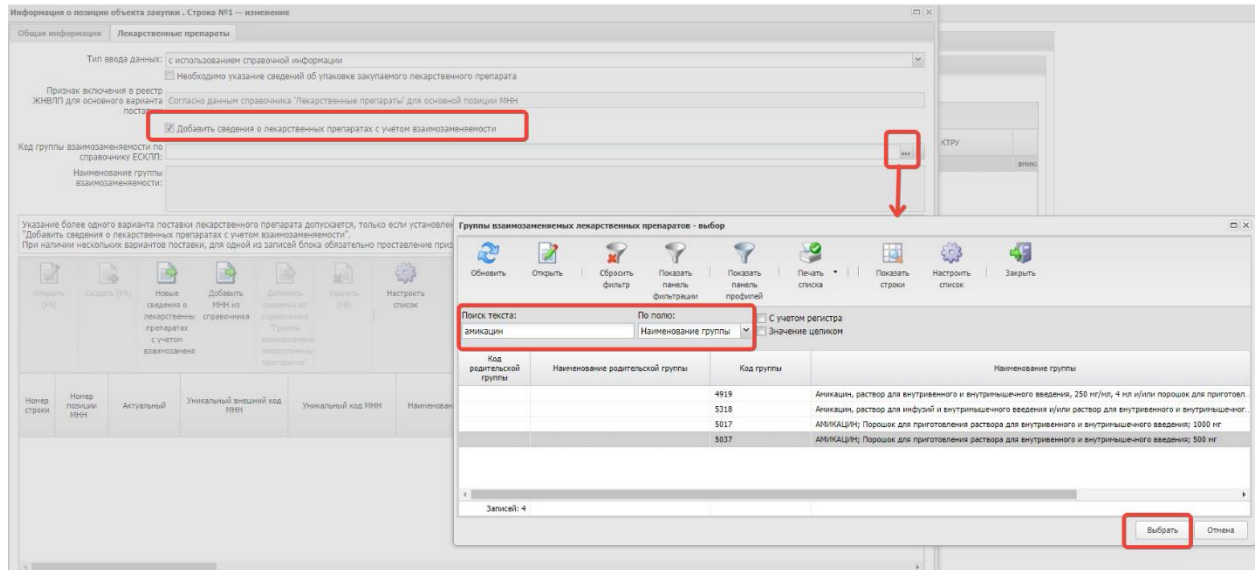 Информация о позиции объекта закупки . Строка №1 — изменение
Общая информация
Лекарственные препараты
Тип ввода данных: с использованием справочной информации
Необходимо указание сведений об упаковке закупаемого лекарственного препарата
Признак включения в реестр
ЖНВЛП для основного варианта
поставки:
Согласно данным справочника 'Лекарственные препараты' для основной позиции МНН
Добавить сведения о лекарственных препаратах с учетом взаимозаменяемости
Код группы взаимозаменяемости по
справочнику ЕСКЛП:
Наименование группы
взаимозаменяемости:
КТРУ
амика
Указание более одного варианта поставки лекарственного препарата допускается, только если установлен
"Добавить сведения о лекарственных препаратах с учетом взаимозаменяемости".
При наличии нескольких вариантов поставки, для одной из записей блока обязательно проставление приз
Открыть
(F4)
Создать (F9)
Новые
сведения о
лекарственных
препаратах
с учетом
взаимозаменя
Добавить
МНН из
справочника
Добавить
сведения из
справочника
"Группы
взаимозаменя
лекарственных
препаратов"
Удалить
(F8)
Настроить
список
Номер
строки
Номер
позиции
МНН
Актуальный
Уникальный внешний код
МНН
Уникальный код МНН
Наименован
Группы взаимозаменяемых лекарственных препаратов - выбор
Обновить
Открыть
Сбросить
фильтр
Показать
панель
фильтрации
Показать
панель
профилей
Печать
списка
Показать
строки
Настроить
список
Закрыть
Поиск текста:
По полю:
амикацин
Наименование группы
С учетом регистра
Значение целиком
Код
родительской
группы
Наименование родительской группы
Код группы
Наименование группы
4919 Амикацин, раствор для внутривенного и внутримышечного введения, 250 мг/мл, 4 мл и/или порошок для приготовл...
5318 Амикацин, раствор для инфузий и внутримышечного введения и/или раствор для внутривенного и внутримышечног...
5017 АМИКАЦИН; Порошок для приготовления раствора для внутривенного и внутримышечного введения; 1000 мг
5037 АМИКАЦИН; Порошок для приготовления раствора для внутривенного и внутримышечного введения; 500 мг
Записей: 4
Выбрать
Отмена